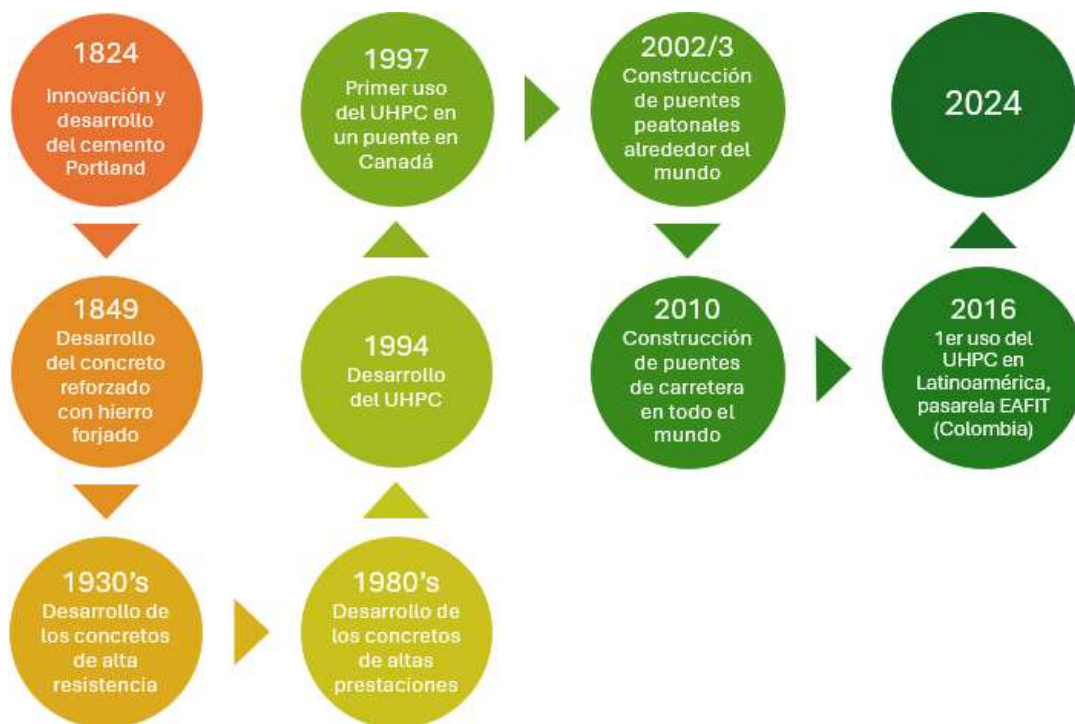 1824
Innovación y
desarrollo
del cemento
Portland
1849
Desarrollo
del concreto
reforzado
con hierro
forjado
1930’s
Desarrollo de
los concretos
de alta
resistencia
1980’s
Desarrollo de
los concretos
de altas
prestaciones
1994
Desarrollo
del UHPC
1997
Primer uso
del UHPC en
un puente en
Canadá
2002/3
Construcción
de puentes
peatonales
alrededor del
mundo
2010
Construcción
de puentes
de carretera
en todo el
mundo
2016
1er uso del
UHPC en
Latinoamérica,
pasarela EAFIT
(Colombia)
2024